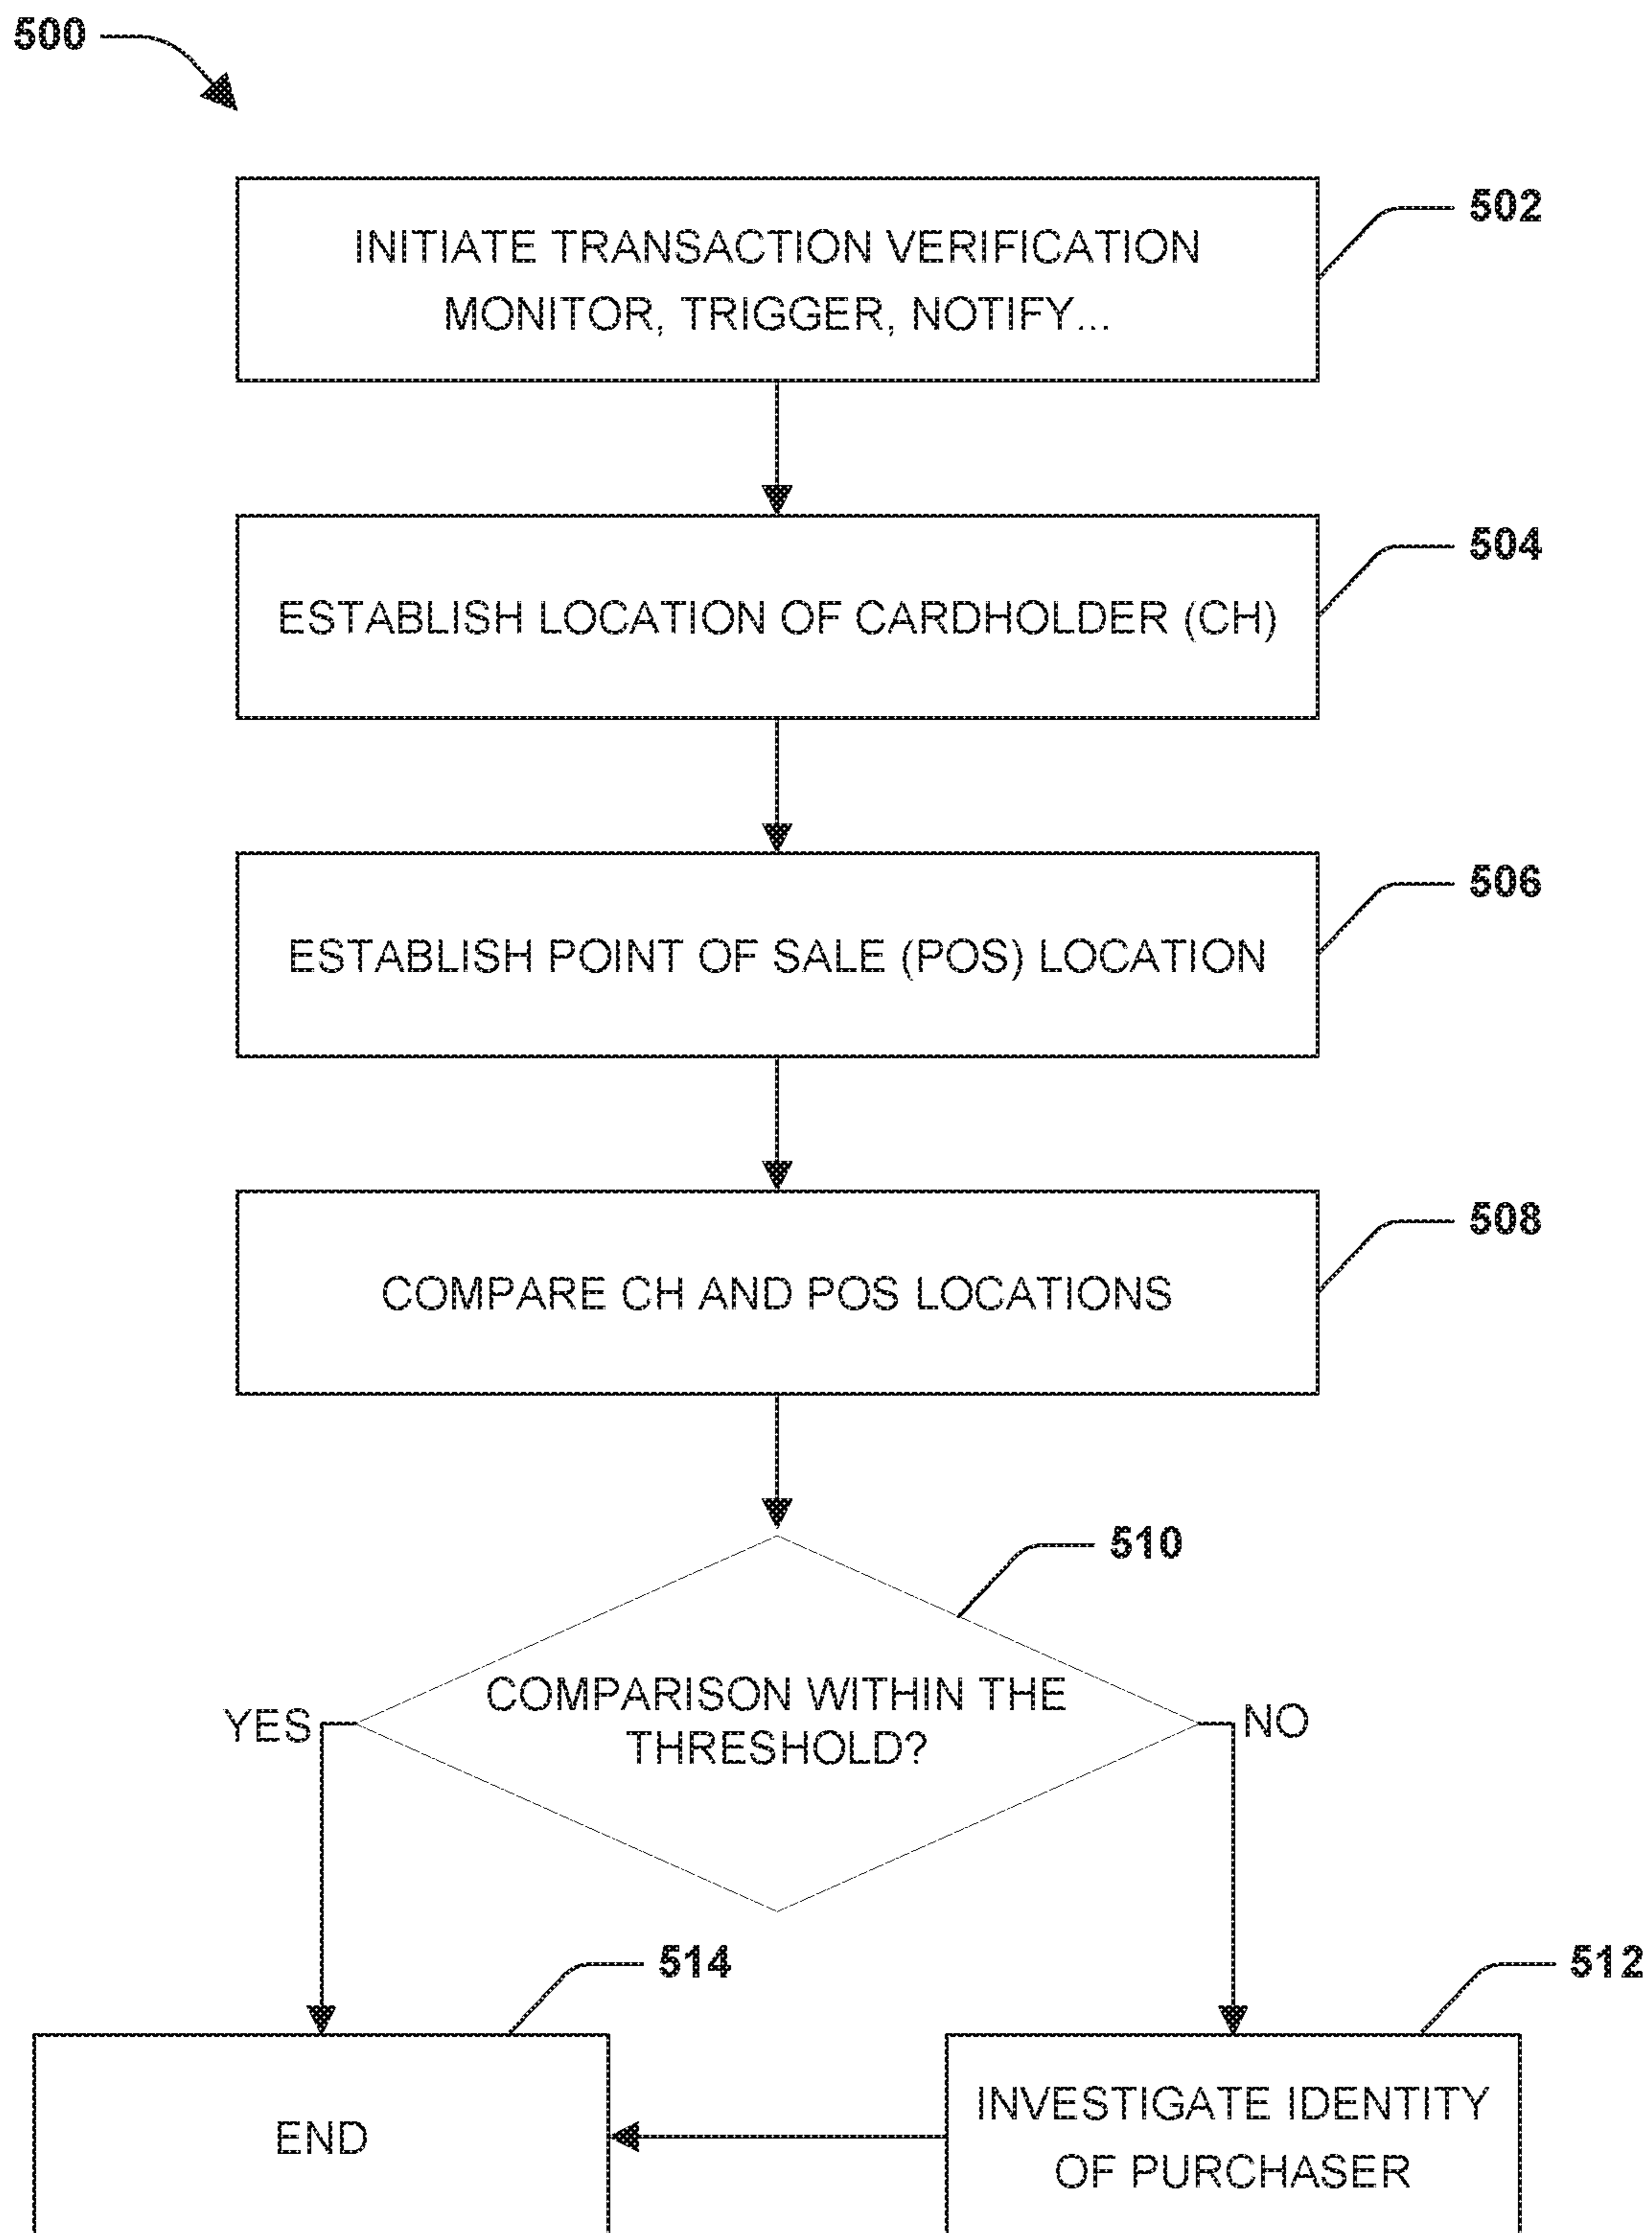 500
502
INITIATE TRANSACTION VERIFICATION
MONITOR, TRIGGER, NOTIFY...
504
ESTABLISH LOCATION OF CARDHOLDER (CH)
506
ESTABLISH POINT OF SALE (POS) LOCATION
508
COMPARE CH AND POS LOCATIONS
510
COMPARISON WITHIN THE
THRESHOLD?
YES
NO
514
512
END
INVESTIGATE IDENTITY
OF PURCHASER